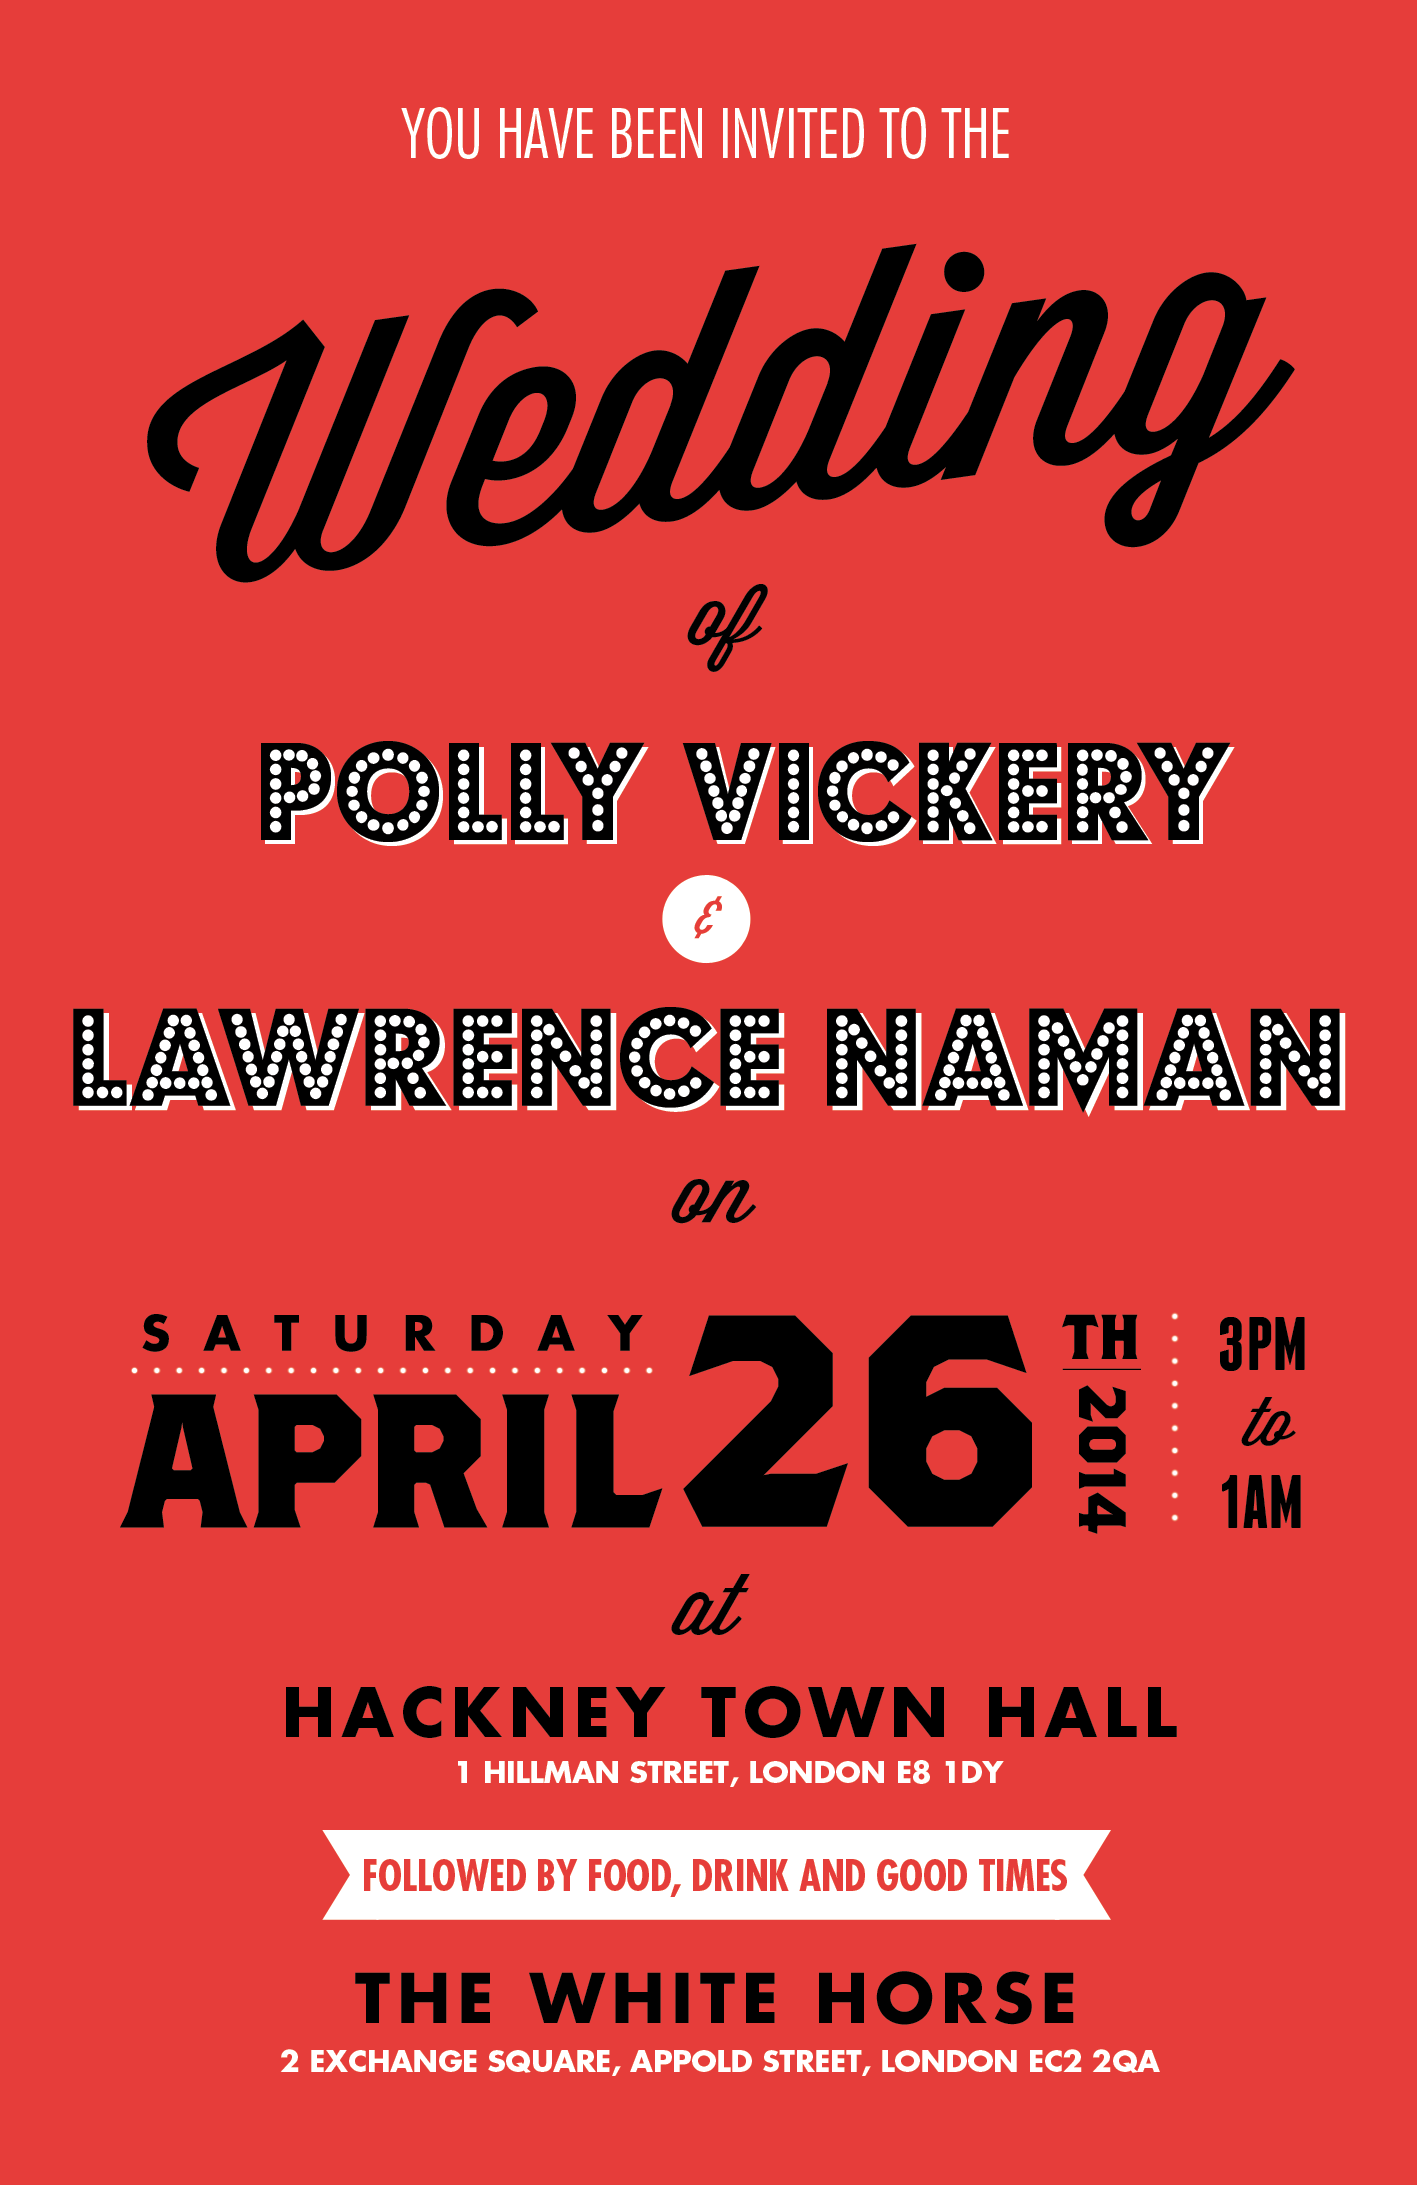 YOU HAVE BEEN INVITED TO THE
Wedding
of
POLLY VICKERY
&
LAWRENCE NAMAN
on
SATURDAY
APRIL 26 TH 2014
3PM
to
1AM
at
HACKNEY TOWN HALL
1 HILLMAN STREET, LONDON E8 1DY
FOLLOWED BY FOOD, DRINK AND GOOD TIMES
THE WHITE HORSE
2 EXCHANGE SQUARE, APPOLD STREET, LONDON EC2 2QA